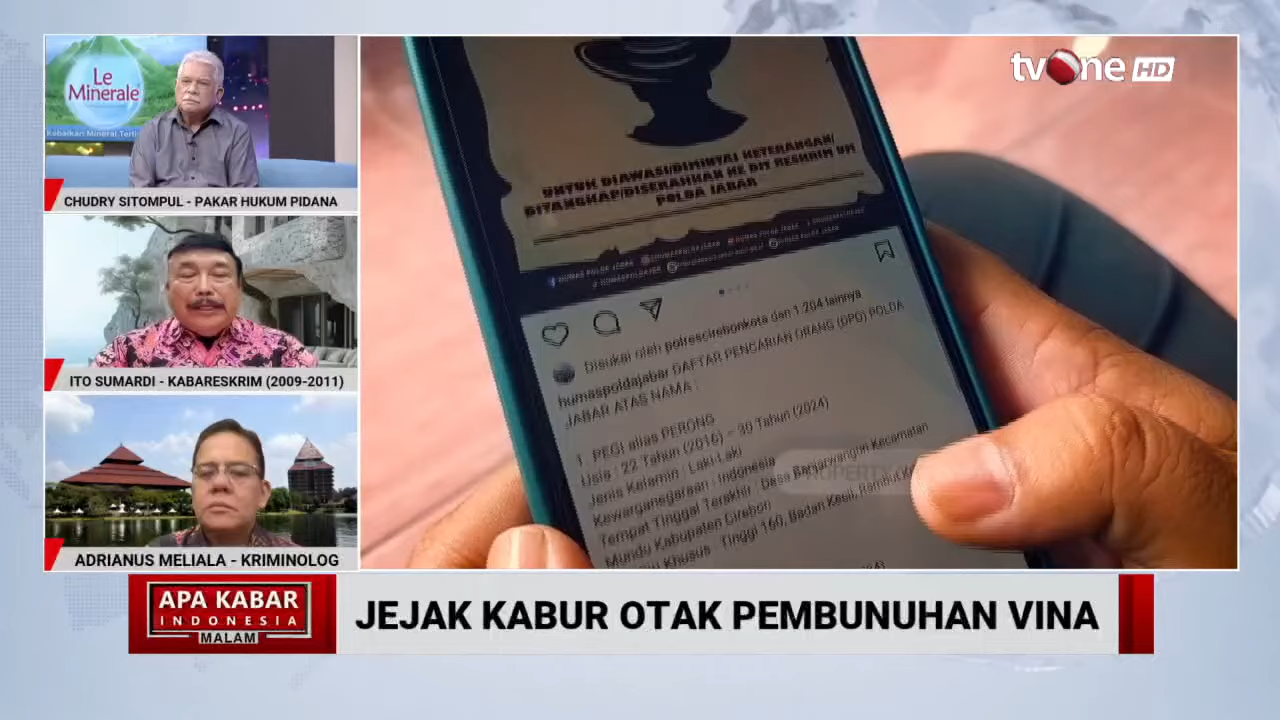 Le
Minerale
CHUDRY SITOMPUL - PAKAR HUKUM PIDANA
ITO SUMARDI - KABARESKRIM (2009-2011)
ADRIANUS MELIALA - KRIMINOLOG
tvOne HD
UNTUK DIAWASI/DIMINTAI KETERANGAN/
DITANGKAP/DISERAHKAN KE DIT RESKRIM UM
POLDA JABAR
Disukai oleh polrescirebonkota dan 1.204 lainnya
humaspoldajabar DAFTAR PENCARIAN ORANG (DPO) POLDA
JABAR ATAS NAMA :
1. PEGI alias PERONG
Usia : 22 Tahun (2016) - 30 Tahun (2024)
Jenis Kelamin : Laki-Laki
Kewarganegaraan : Indonesia
Tempat Tinggal Terakhir : Desa Banjarwangun Kecamatan
Mundu Kabupaten Cirebon
Khusus : Tinggi 160, Badan Kecil, Rambut
PROPERTY
APA KABAR
INDONESIA
MALAM
JEJAK KABUR OTAK PEMBUNUHAN VINA